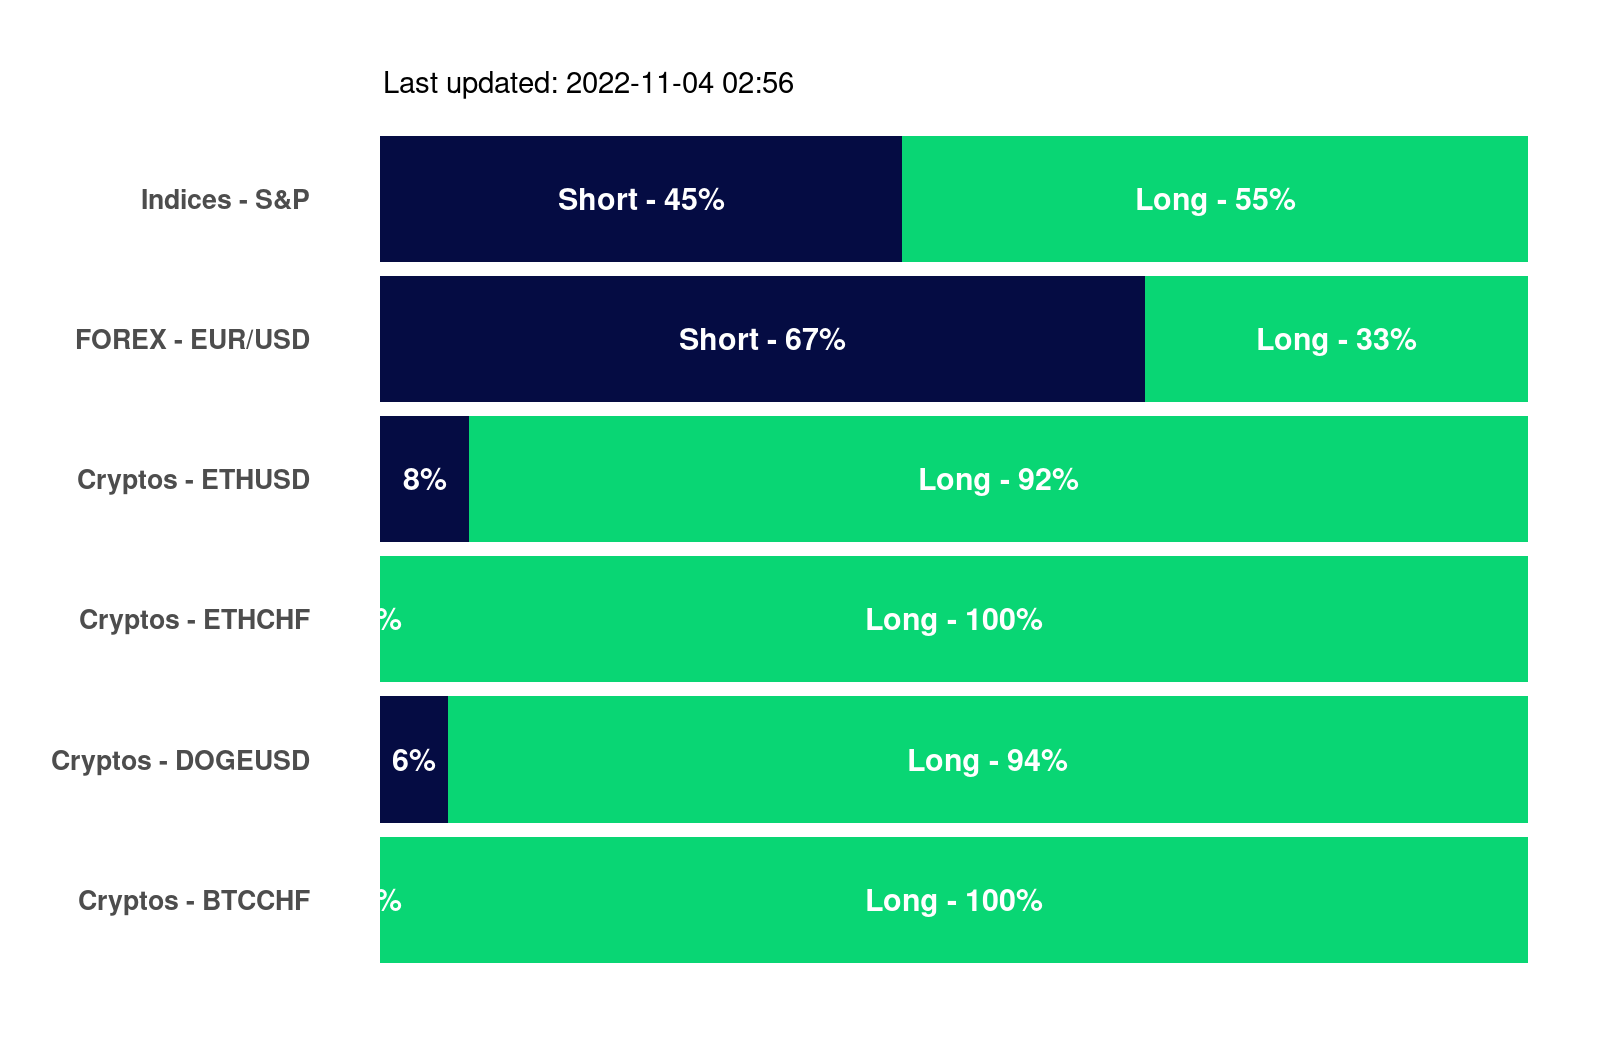 Last updated: 2022-11-04 02:56
Indices - S&P Short - 45% Long - 55%
FOREX - EUR/USD Short - 67% Long - 33%
Cryptos - ETHUSD 8% Long - 92%
Cryptos - ETHCHF % Long - 100%
Cryptos - DOGEUSD 6% Long - 94%
Cryptos - BTCCHF % Long - 100%